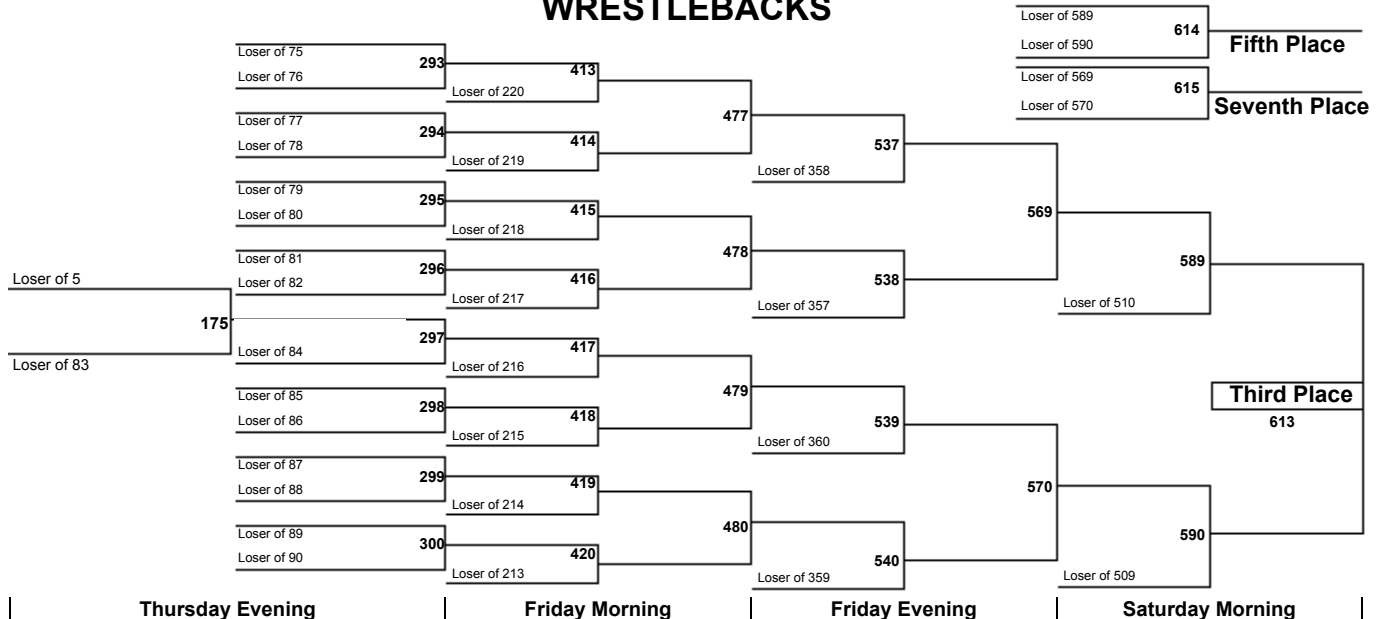 WRESTLEBACKS
Loser of 589
614
Loser of 590
Fifth Place
Loser of 569
615
Loser of 570
Seventh Place
Loser of 5
175
Loser of 83
Loser of 75
293
Loser of 76
Loser of 77
294
Loser of 78
Loser of 79
295
Loser of 80
Loser of 81
296
Loser of 82
297
Loser of 84
Loser of 85
298
Loser of 86
Loser of 87
299
Loser of 88
Loser of 89
300
Loser of 90
413
Loser of 220
414
Loser of 219
415
Loser of 218
416
Loser of 217
417
Loser of 216
418
Loser of 215
419
Loser of 214
420
Loser of 213
477
478
479
480
537
Loser of 358
538
Loser of 357
539
Loser of 360
540
Loser of 359
569
570
589
Loser of 510
590
Loser of 509
Third Place
613
Thursday Evening
Friday Morning
Friday Evening
Saturday Morning